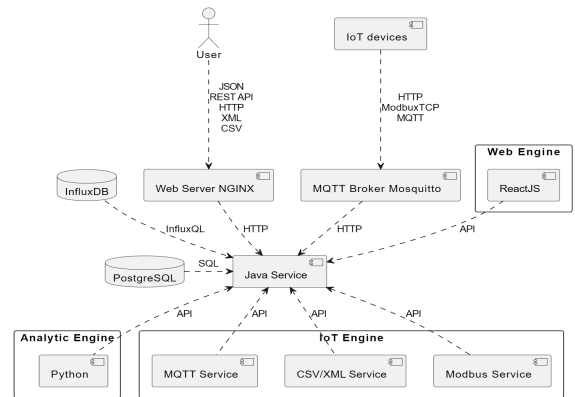 User
IoT devices
JSON
REST API
HTTP
XML
CSV
HTTP
ModbuxTCP
MQTT
Web Engine
InfluxDB
Web Server NGINX
MQTT Broker Mosquitto
ReactJS
InfluxQL
HTTP
HTTP
API
PostgreSQL
SQL
Java Service
API
API
API
API
Analytic Engine
IoT Engine
Python
MQTT Service
CSV/XML Service
Modbus Service